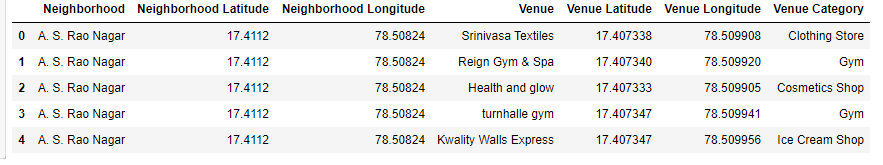 Neighborhood Neighborhood Latitude Neighborhood Longitude Venue Venue Latitude Venue Longitude Venue Category
0 A. S. Rao Nagar 17.4112 78.50824 Srinivasa Textiles 17.407338 78.509908 Clothing Store
1 A. S. Rao Nagar 17.4112 78.50824 Reign Gym & Spa 17.407340 78.509920 Gym
2 A. S. Rao Nagar 17.4112 78.50824 Health and glow 17.407333 78.509905 Cosmetics Shop
3 A. S. Rao Nagar 17.4112 78.50824 turnhalle gym 17.407347 78.509941 Gym
4 A. S. Rao Nagar 17.4112 78.50824 Kwality Walls Express 17.407347 78.509956 Ice Cream Shop